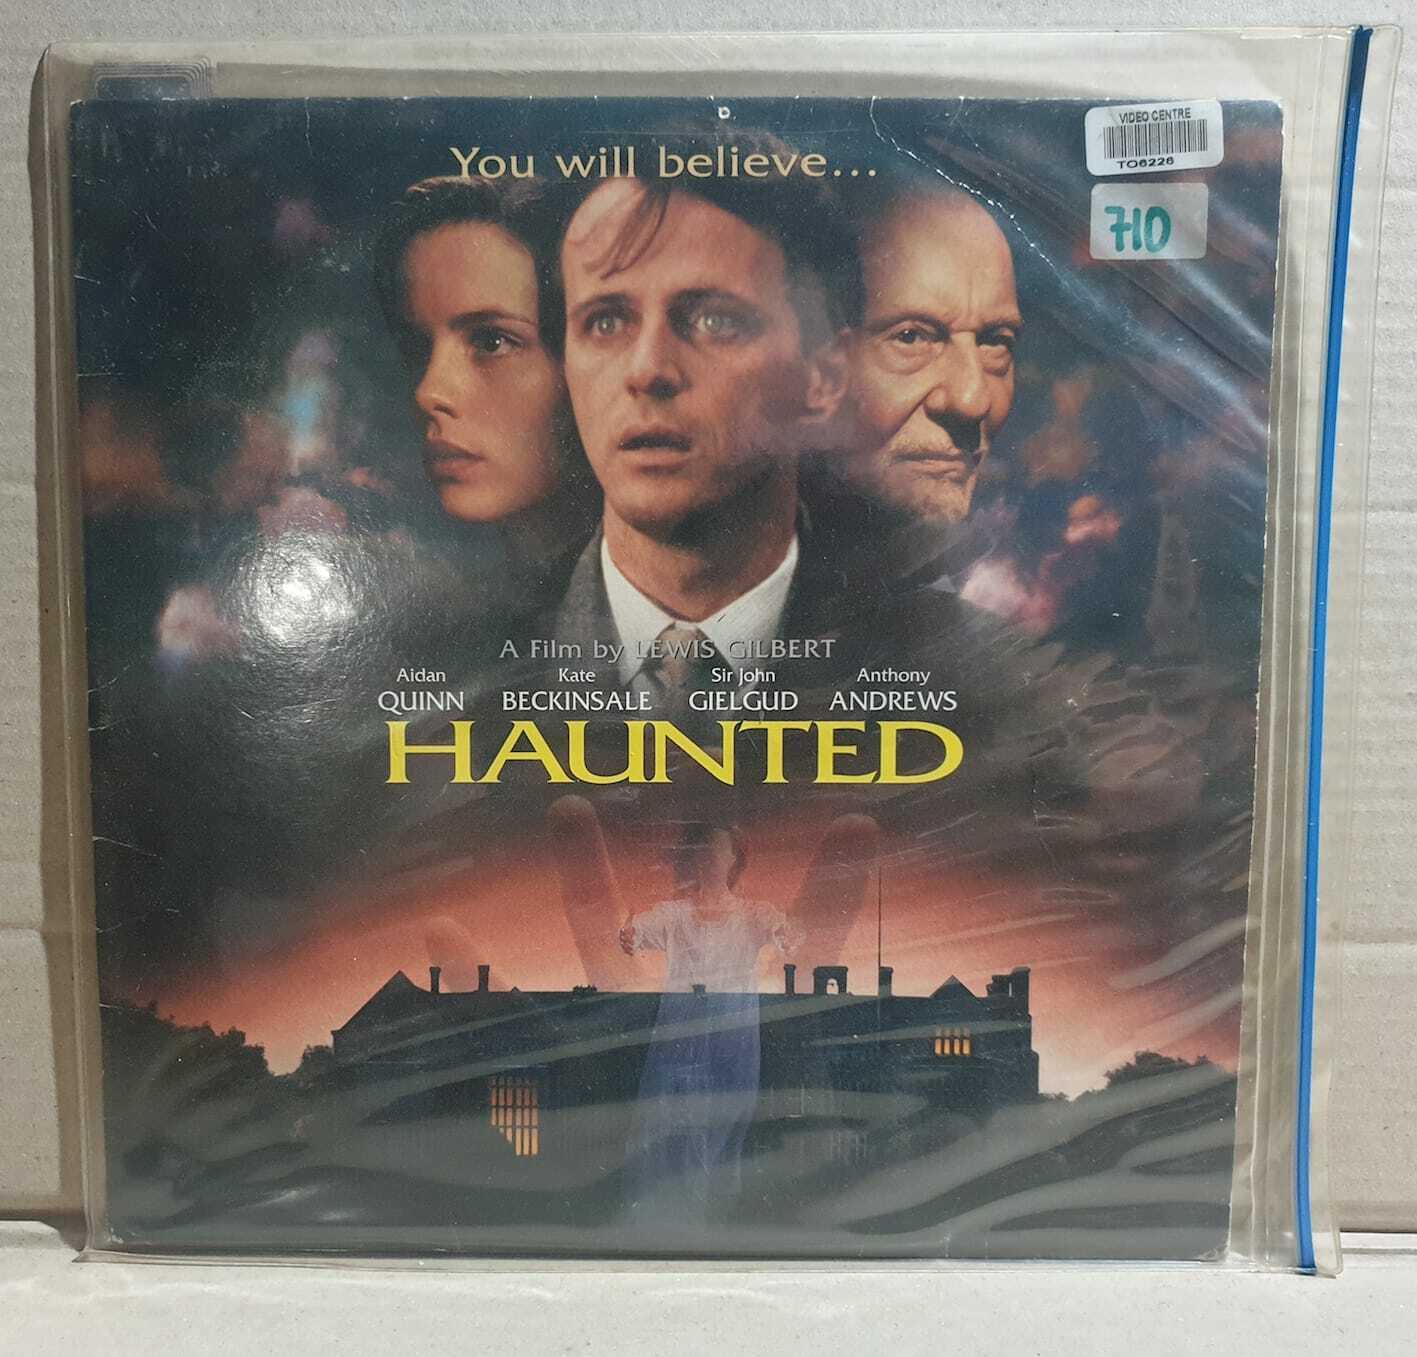 VIDEO CENTRE
TO6226
710
You will believe...
A Film by LEWIS GILBERT
Aidan Kate Sir John Anthony
QUINN BECKINSALE GIELGUD ANDREWS
HAUNTED